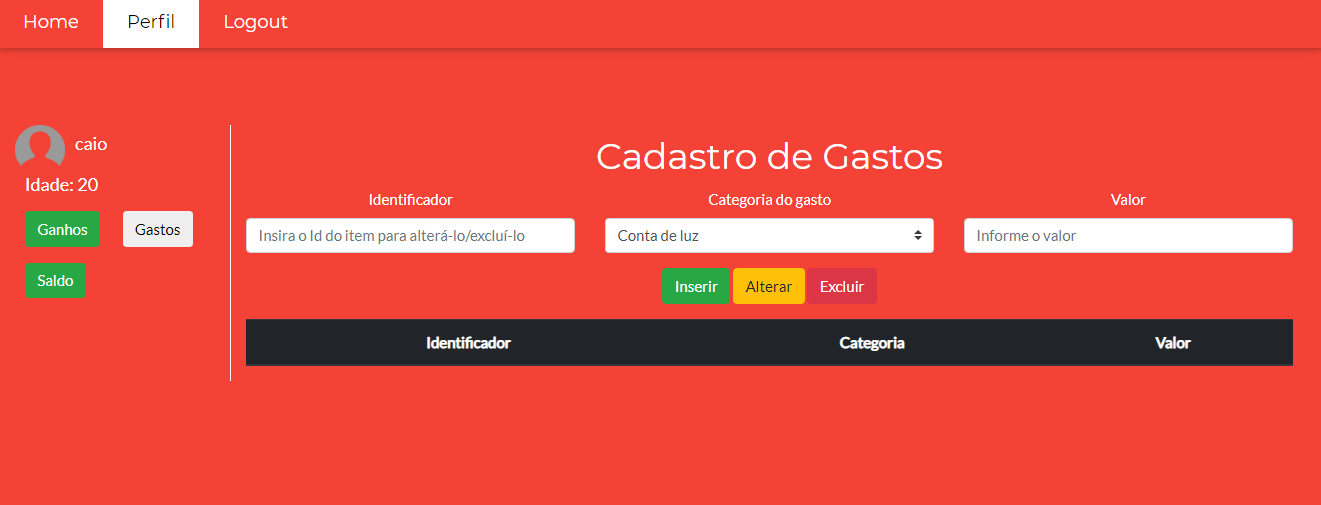 Home Perfil Logout
caio
Idade: 20
Ganhos Gastos
Saldo
Cadastro de Gastos
Identificador Categoria do gasto Valor
Insira o Id do item para alterá-lo/excluí-lo Conta de luz Informe o valor
Inserir Alterar Excluir
Identificador Categoria Valor